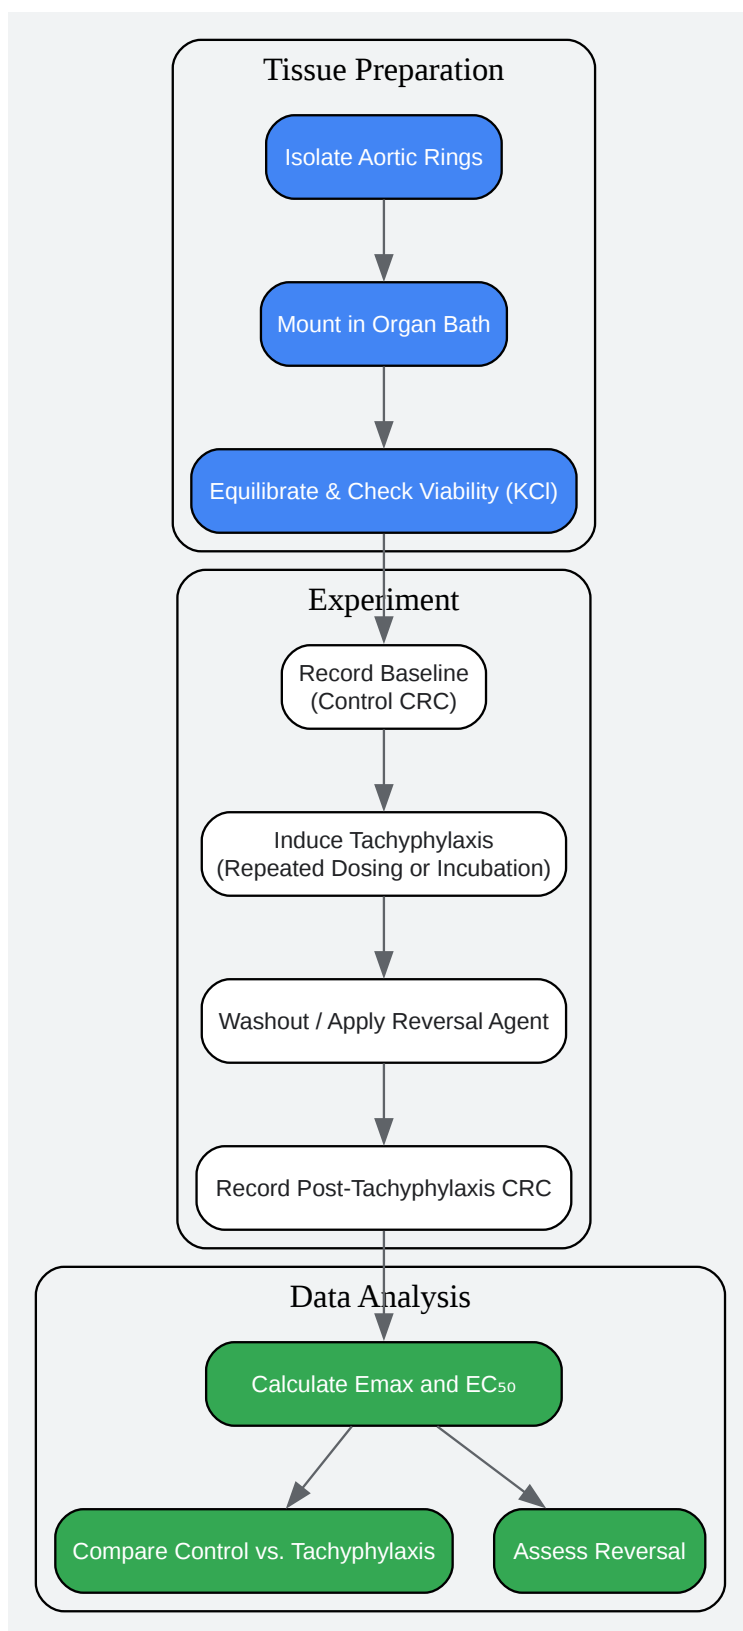 Tissue Preparation
Isolate Aortic Rings
Mount in Organ Bath
Equilibrate & Check Viability (KCl)
Experiment
Record Baseline
(Control CRC)
Induce Tachyphylaxis
(Repeated Dosing or Incubation)
Washout / Apply Reversal Agent
Record Post-Tachyphylaxis CRC
Data Analysis
Calculate Emax and EC₅₀
Compare Control vs. Tachyphylaxis
Assess Reversal